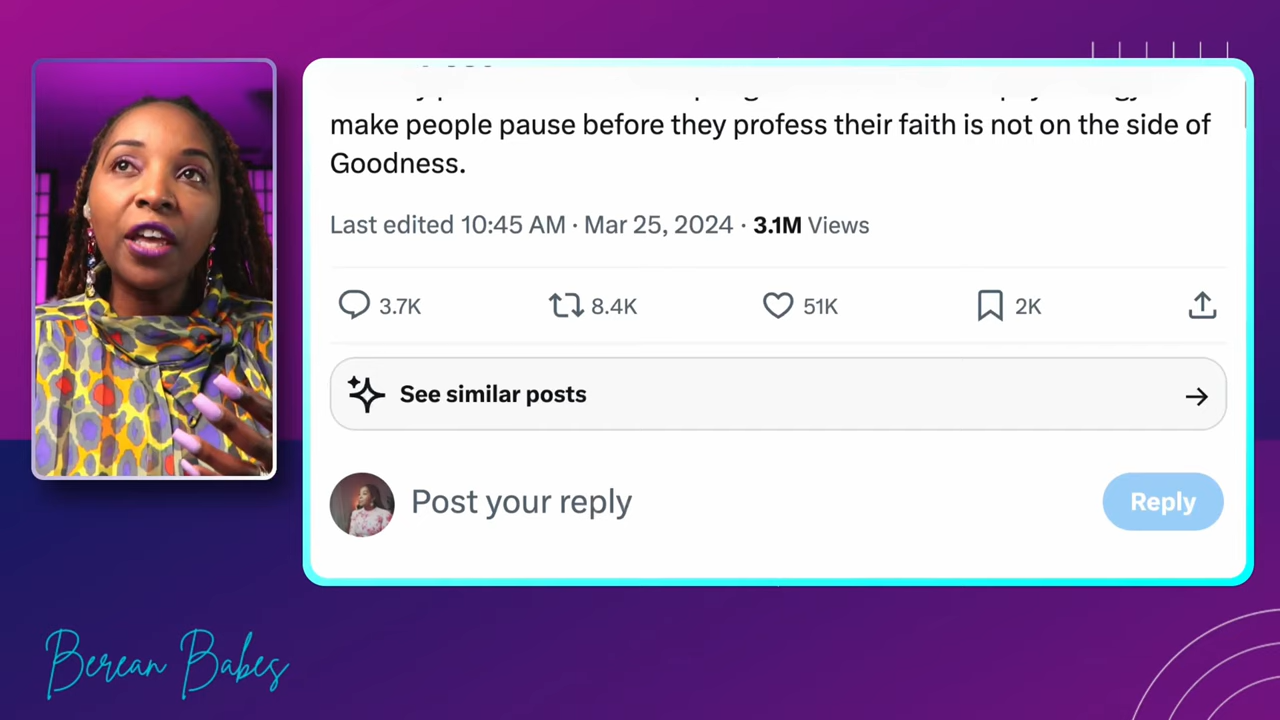 make people pause before they profess their faith is not on the side of
Goodness.
Last edited 10:45 AM · Mar 25, 2024 · 3.1M Views
3.7K 8.4K 51K 2K
See similar posts
Post your reply
Reply
Berean Babes